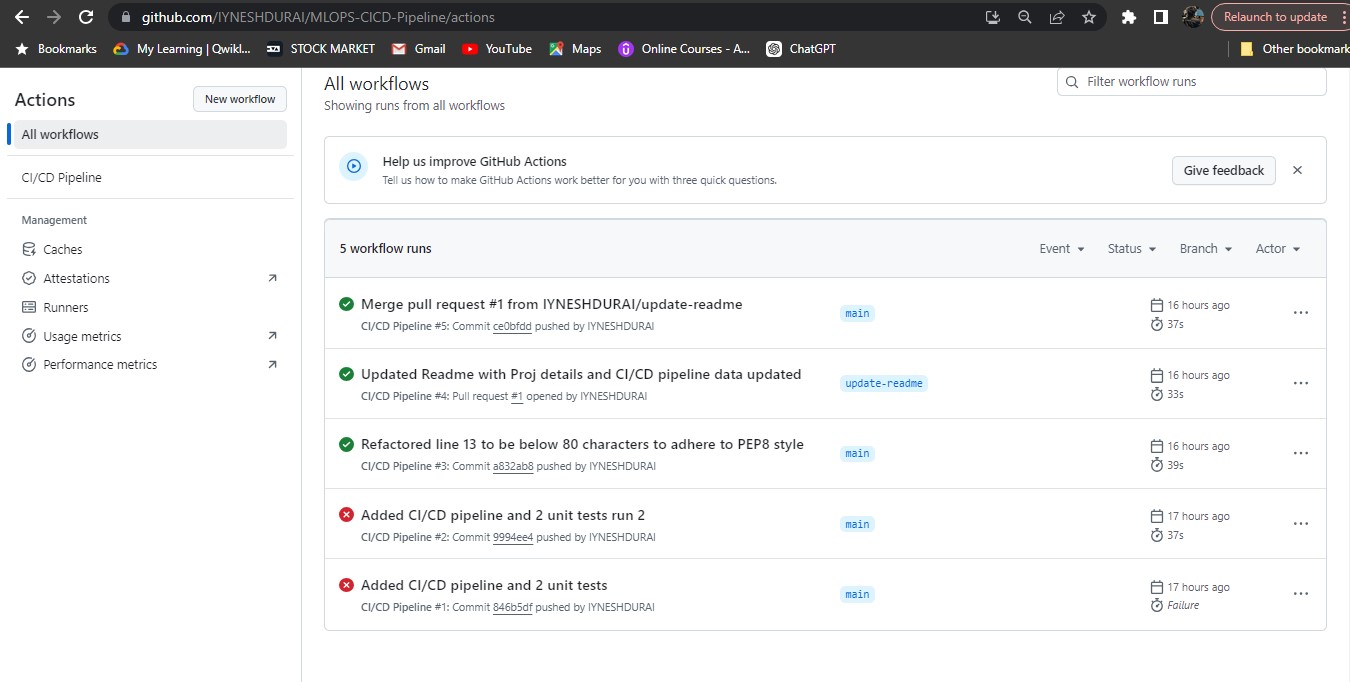 github.com/IYNESHDURAI/MLOPS-CICD-Pipeline/actions
Relaunch to update
Bookmarks
My Learning | Qwikl...
STOCK MARKET
Gmail
YouTube
Maps
Online Courses - A...
ChatGPT
Other bookmark
Actions
New workflow
All workflows
CI/CD Pipeline
Management
Caches
Attestations
Runners
Usage metrics
Performance metrics
All workflows
Showing runs from all workflows
Filter workflow runs
Help us improve GitHub Actions
Tell us how to make GitHub Actions work better for you with three quick questions.
Give feedback
5 workflow runs
Event
Status
Branch
Actor
Merge pull request #1 from IYNESHDURAI/update-readme
CI/CD Pipeline #5: Commit ce0bfdd pushed by IYNESHDURAI
main
16 hours ago
37s
Updated Readme with Proj details and CI/CD pipeline data updated
CI/CD Pipeline #4: Pull request #1 opened by IYNESHDURAI
update-readme
16 hours ago
33s
Refactored line 13 to be below 80 characters to adhere to PEP8 style
CI/CD Pipeline #3: Commit a832ab8 pushed by IYNESHDURAI
main
16 hours ago
39s
Added CI/CD pipeline and 2 unit tests run 2
CI/CD Pipeline #2: Commit 9994ee4 pushed by IYNESHDURAI
main
17 hours ago
37s
Added CI/CD pipeline and 2 unit tests
CI/CD Pipeline #1: Commit 846b5df pushed by IYNESHDURAI
main
17 hours ago
Failure